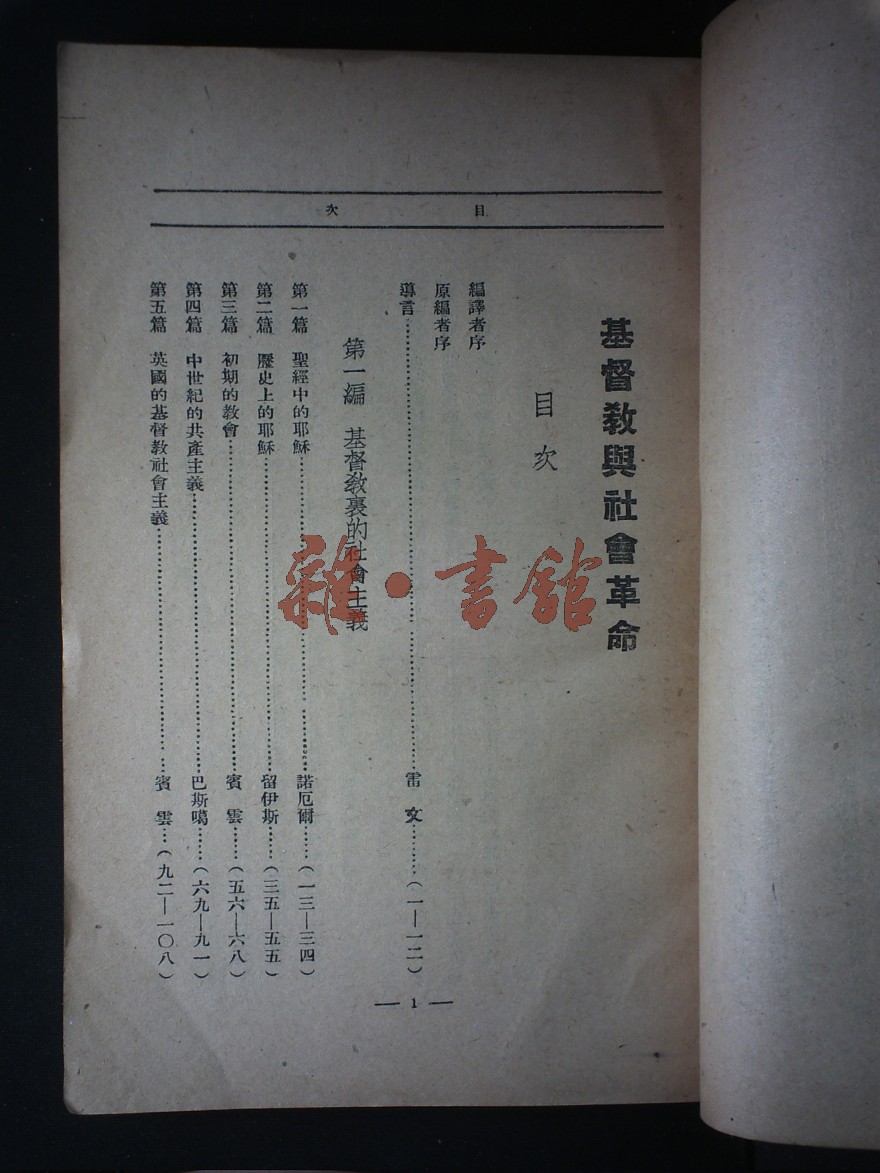 目次
基督教與社會革命
目次
編譯者序
原編者序
導言……雷文……(一—一二)
第一編 基督教裏的社會主義
第一篇 聖經中的耶穌……諾厄爾……(一三—三四)
第二篇 歷史上的耶穌……留伊斯……(三五—五五)
第三篇 初期的教會……賓雲……(五六—六八)
第四篇 中世紀的共產主義……巴斯噶……(六九—九一)
第五篇 英國的基督教社會主義……賓雲……(九二—一〇八)
— 1 —
雜·書館